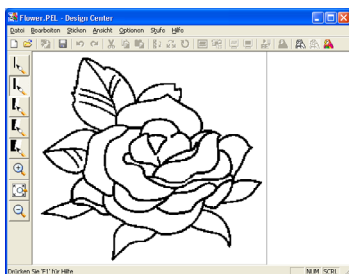 Flower.PEL - Design Center
Datei Bearbeiten Sticken Ansicht Optionen Stufe Hilfe
Drücken Sie 'F1' für Hilfe
NUM SCRL